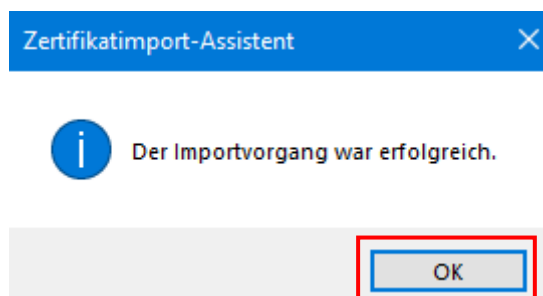 Zertifikatimport-Assistent
Der Importvorgang war erfolgreich.
OK